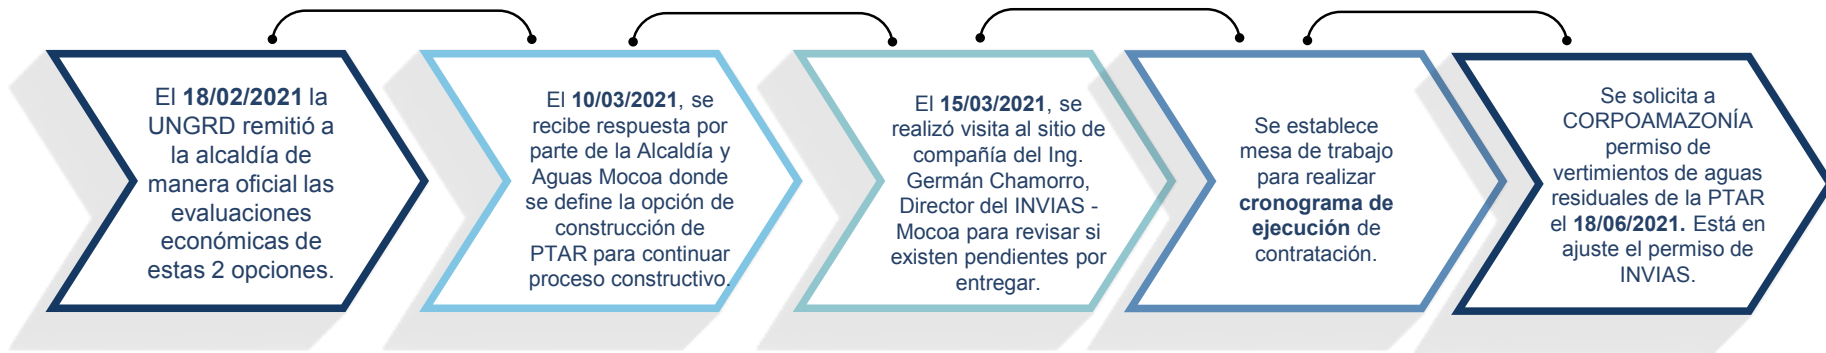 El 18/02/2021 la
UNGRD remitió a
la alcaldía de
manera oficial las
evaluaciones
económicas de
estas 2 opciones.
El 10/03/2021, se
recibe respuesta por
parte de la Alcaldía y
Aguas Mocoa donde
se define la opción de
construcción de
PTAR para continuar
proceso constructivo.
El 15/03/2021, se
realizó visita al sitio de
compañía del Ing.
Germán Chamorro,
Director del INVIAS -
Mocoa para revisar si
existen pendientes por
entregar.
Se establece
mesa de trabajo
para realizar
cronograma de
ejecución de
contratación.
Se solicita a
CORPOAMAZONÍA
permiso de
vertimientos de aguas
residuales de la PTAR
el 18/06/2021. Está en
ajuste el permiso de
INVIAS.